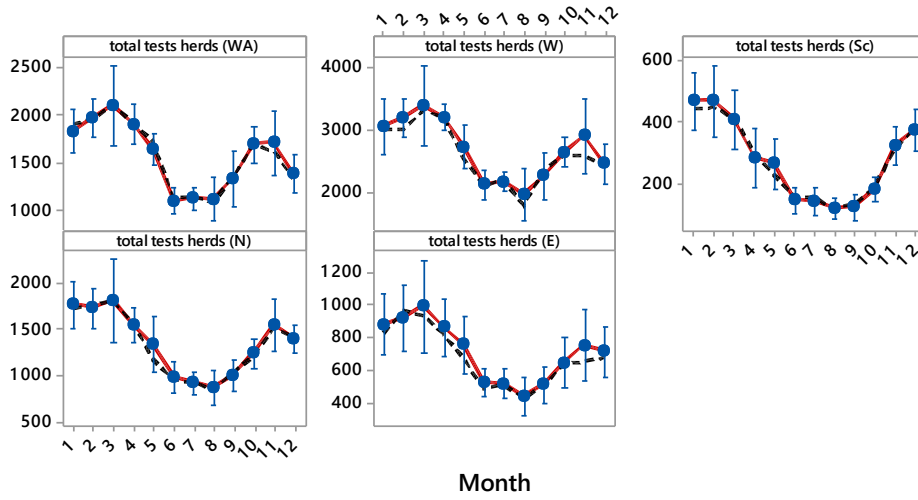 1 2 3 4 5 6 7 8 9 10 11 12
total tests herds (WA)
total tests herds (W)
total tests herds (Sc)
2500
2000
1500
1000
4000
3000
2000
600
400
200
1 2 3 4 5 6 7 8 9 10 11 12
total tests herds (N)
total tests herds (E)
2000
1500
1000
500
1200
1000
800
600
400
1 2 3 4 5 6 7 8 9 10 11 12
Month